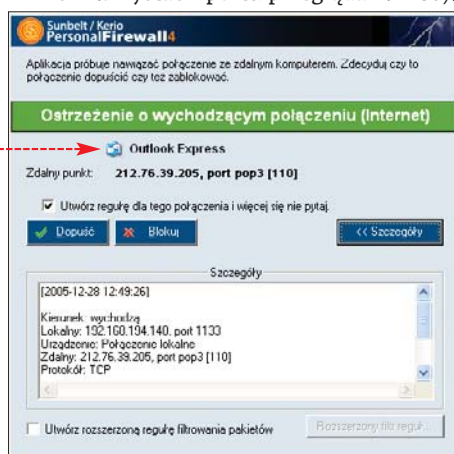 Sunbelt / Kerio
PersonalFirewall4
Aplikacja próbuje nawiązać połączenie ze zdalnym komputerem. Zdecyduj czy to
połączenie dopuścić czy też zablokować.
Ostrzeżenie o wychodzącym połączeniu (Internet)
Outlook Express
Zdalny punkt: 212.76.39.205, port pop3 [110]
Utwórz regułę dla tego połączenia i więcej się nie pytaj.
Dopuść Blokuj << Szczegóły
Szczegóły
[2005-12-28 12:49:26]
Kierunek: wychodzą
Lokalny: 192.160.194.140, port 1133
Urządzenie: Połączenie lokalne
Zdalny: 212.76.39.205, port pop3 [110]
Protokół: TCP
Utwórz rozszerzoną regułę filtrowania pakietów Rozszerzony filtr reguł...